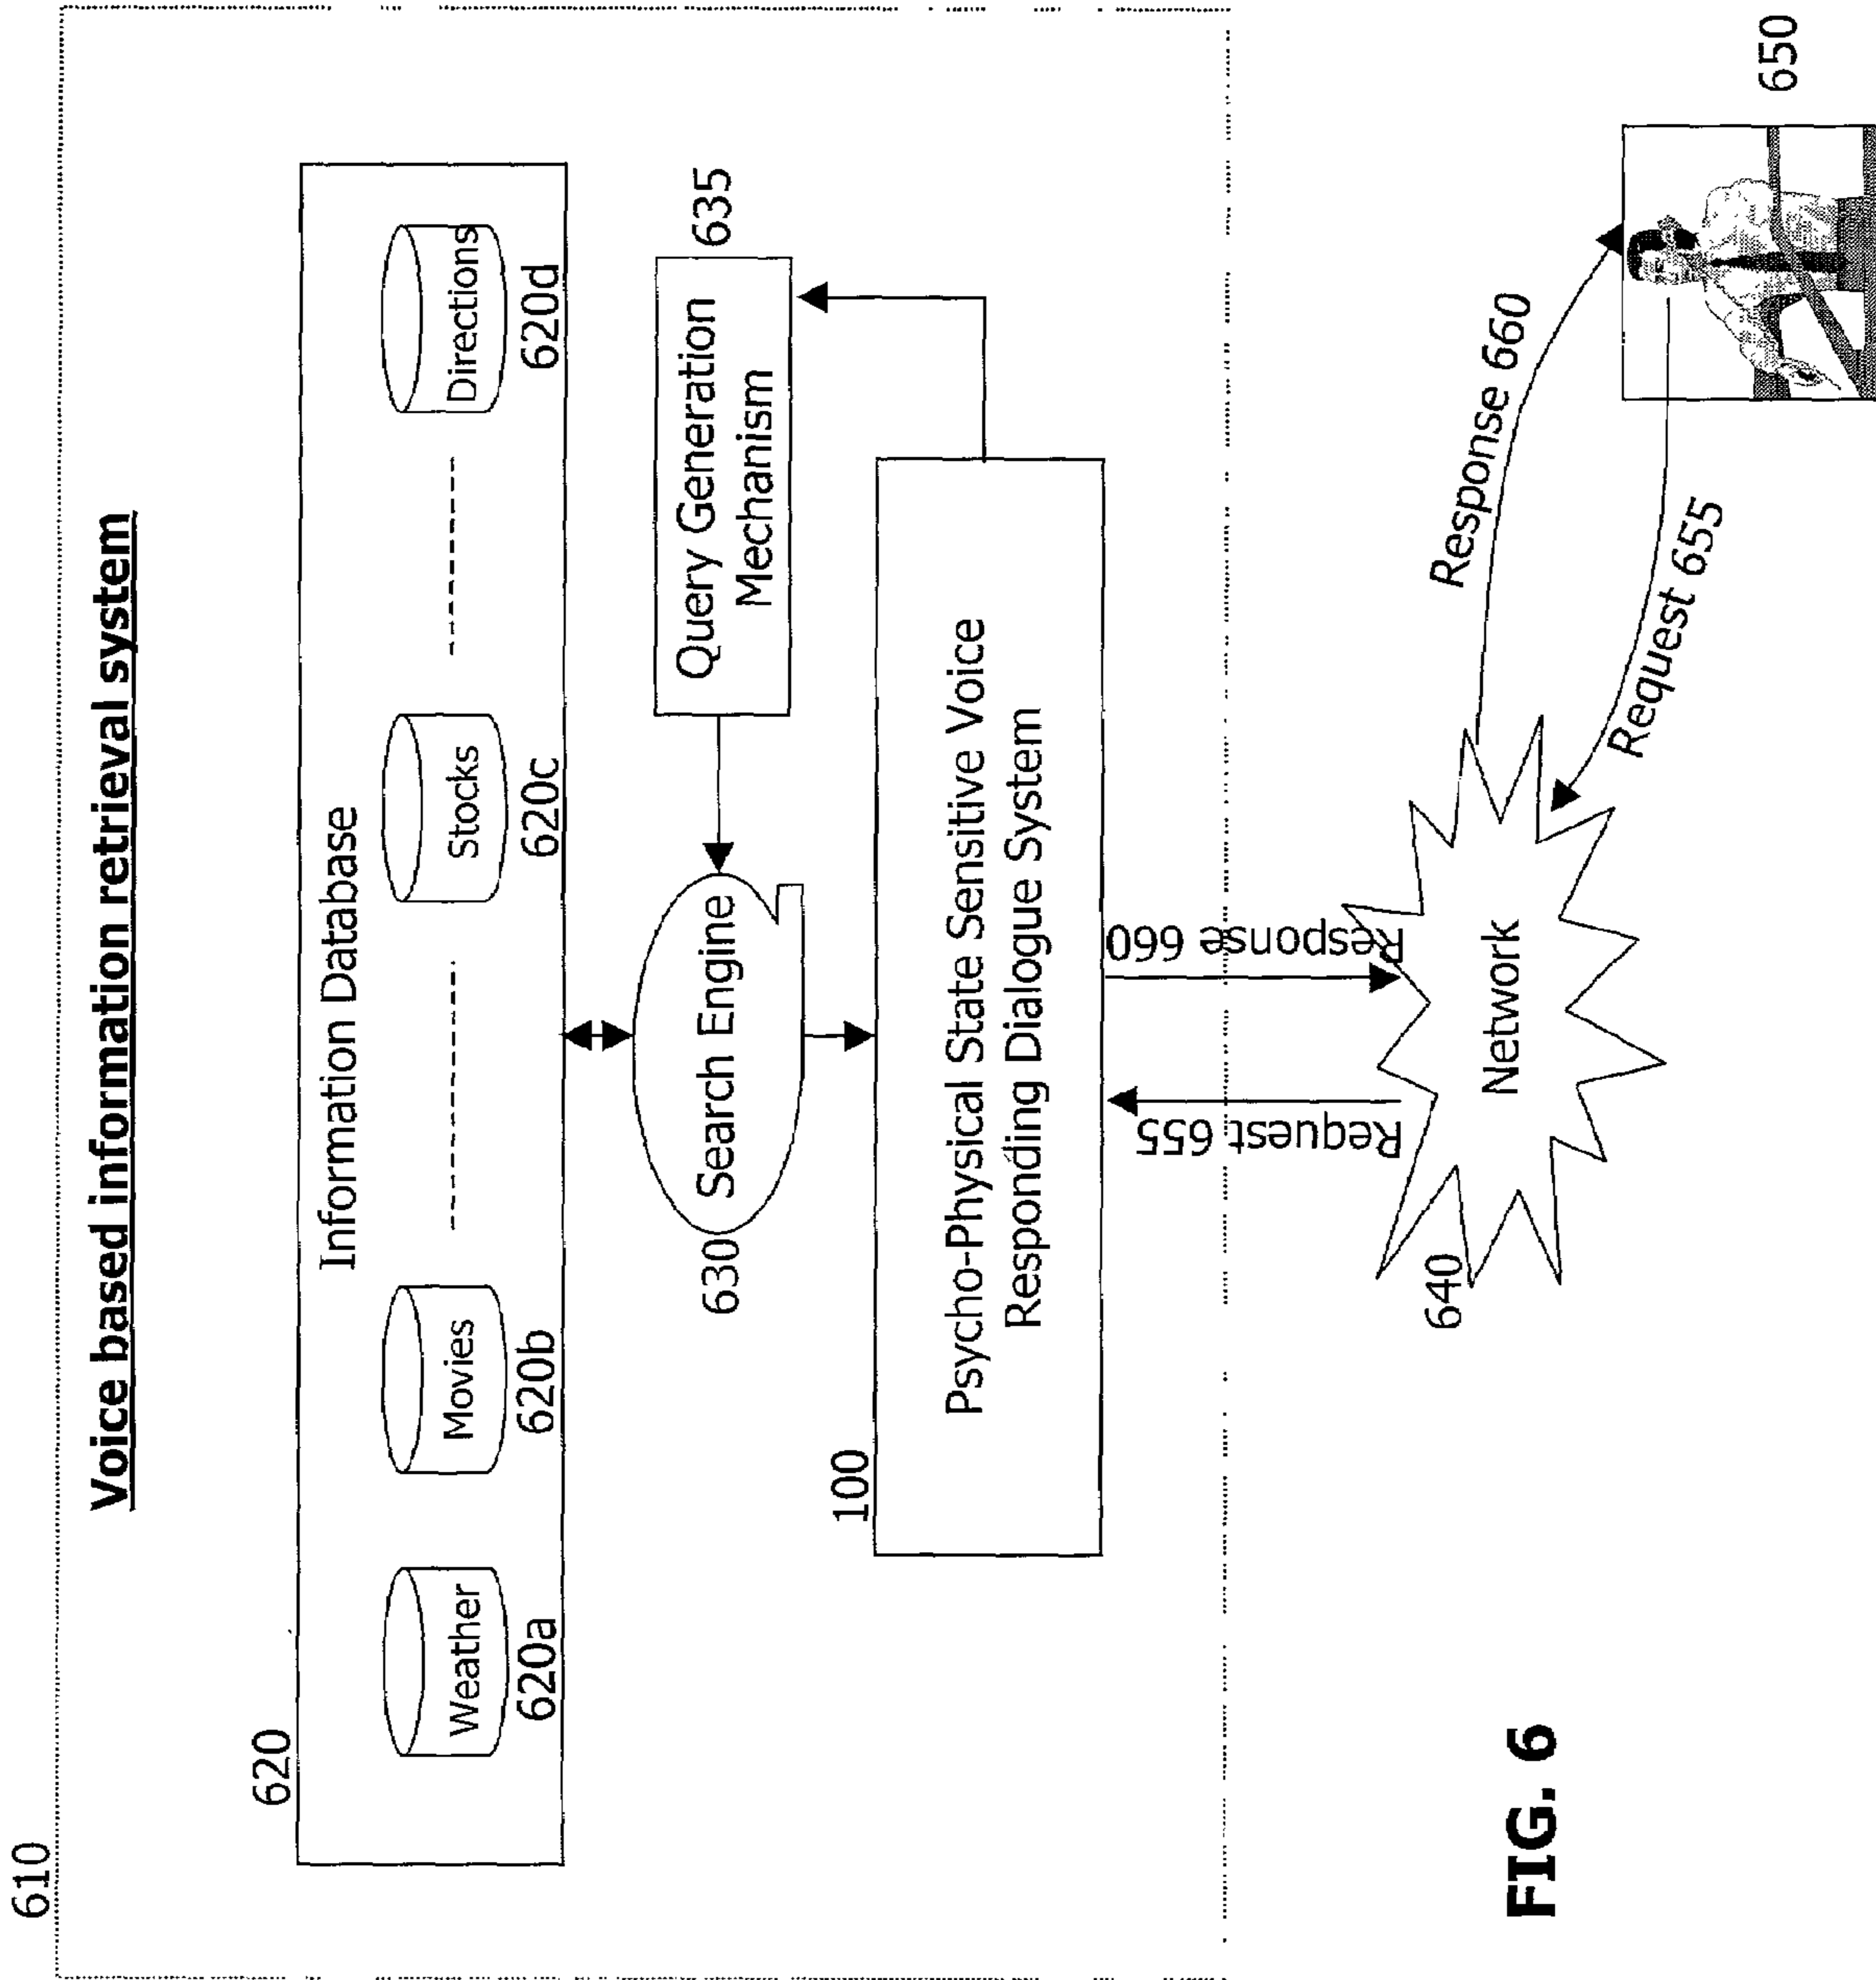 610
Voice based information retrieval system
620
Information Database
Weather
Movies
Stocks
Directions
620a
620b
620c
620d
630
Search Engine
Query Generation
Mechanism
635
100
Psycho-Physical State Sensitive Voice
Responding Dialogue System
Request 655
Response 660
640
Network
Response 660
Request 655
650
FIG. 6